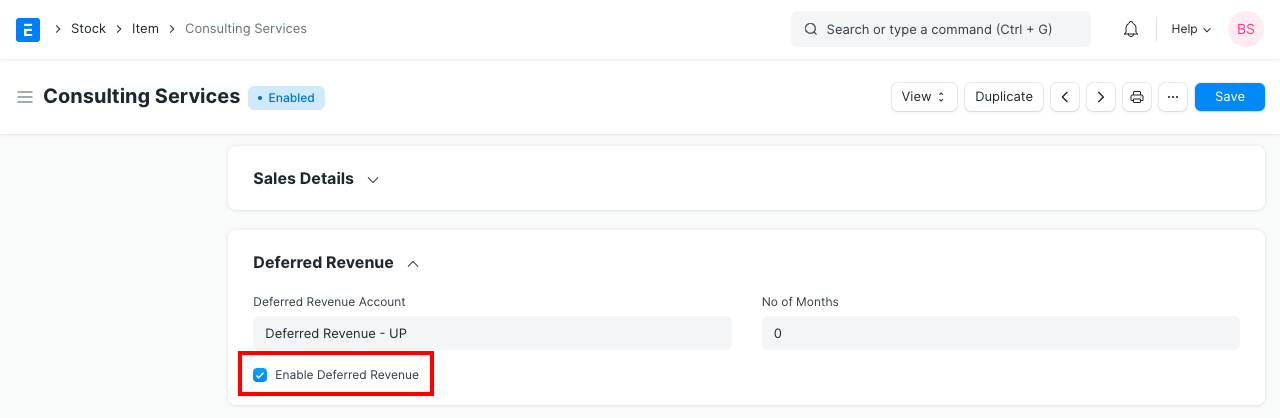 E
Stock Item Consulting Services
Search or type a command (Ctrl + G)
Help
BS
Consulting Services
Enabled
View
Duplicate
...
Save
Sales Details
Deferred Revenue
Deferred Revenue Account
No of Months
Deferred Revenue - UP
0
Enable Deferred Revenue